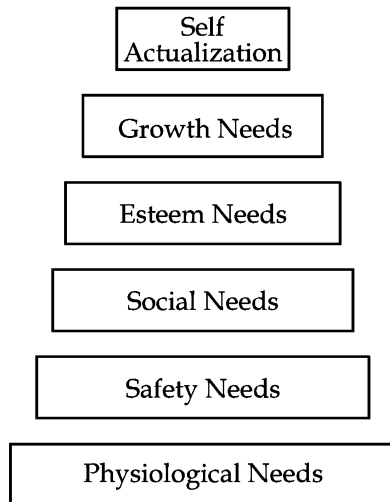 Self
Actualization
Growth Needs
Esteem Needs
Social Needs
Safety Needs
Physiological Needs